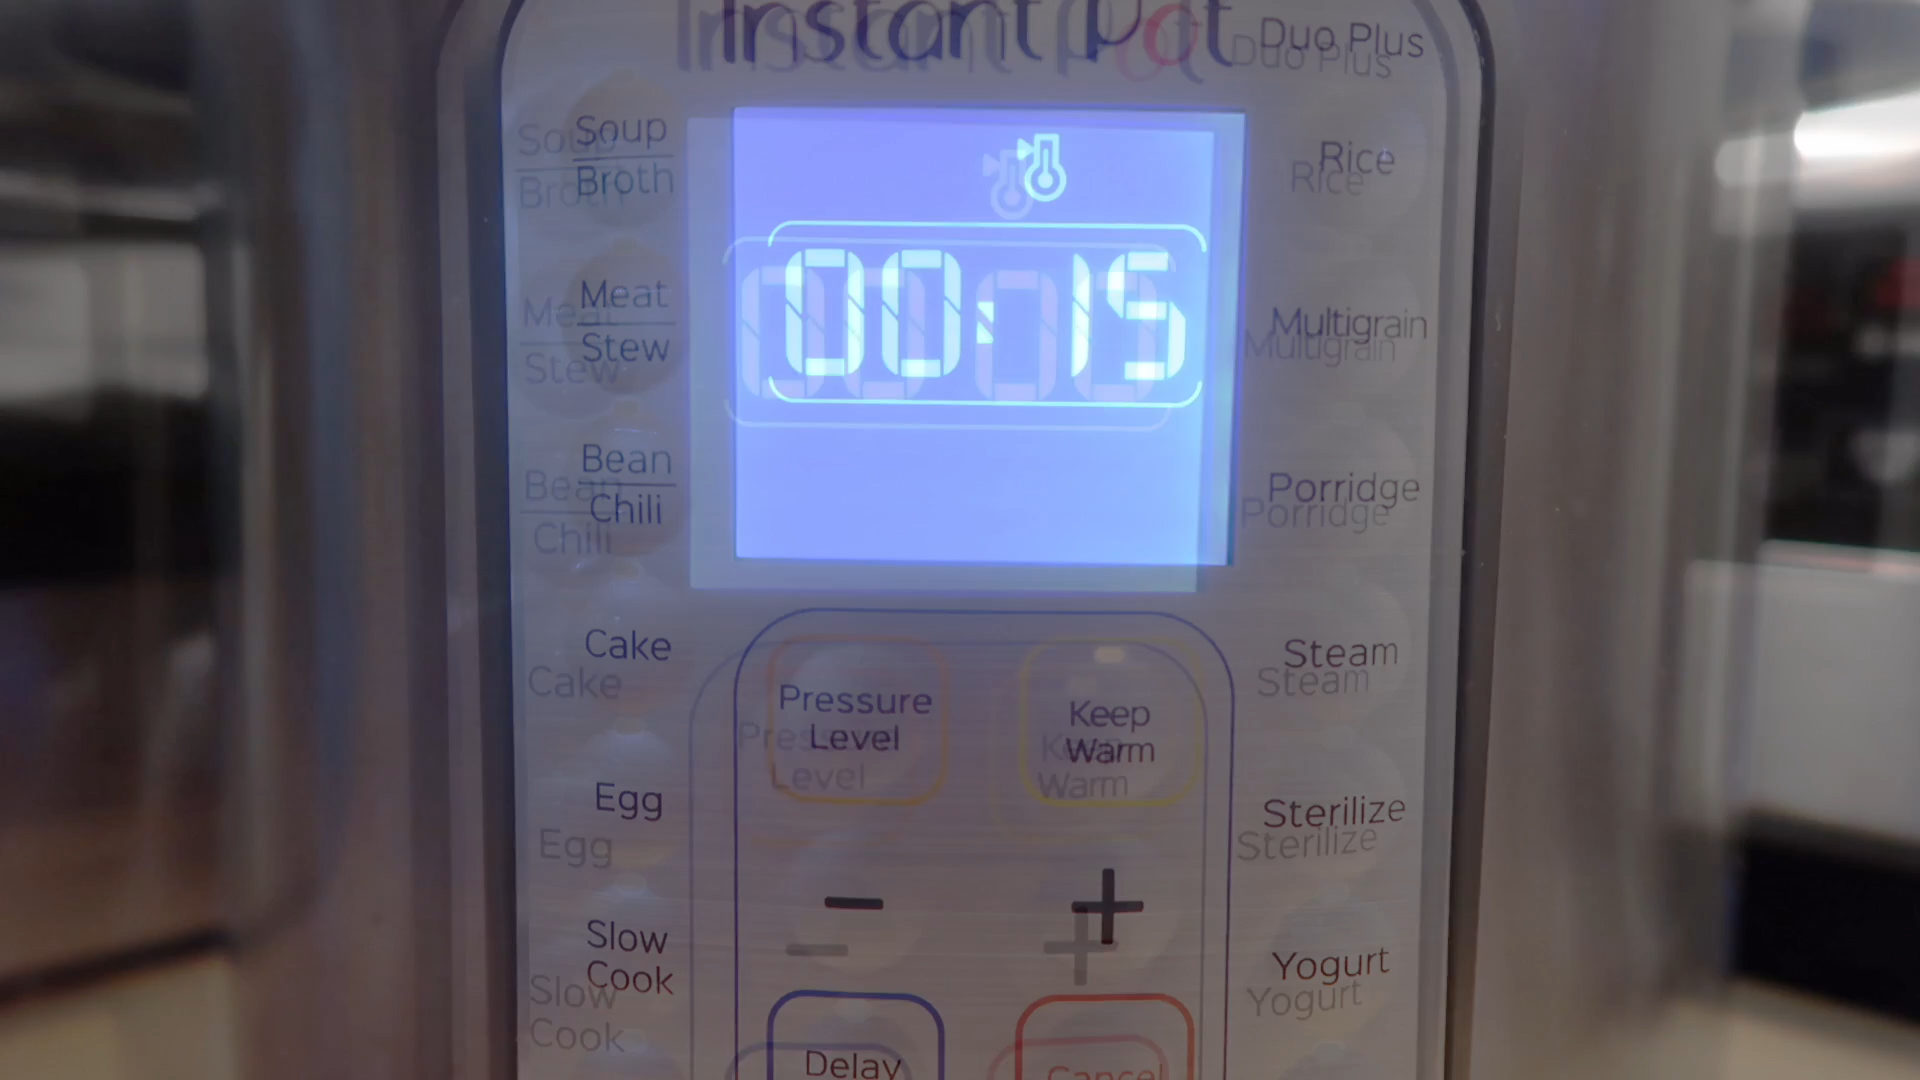 Instant Pot Duo Plus
Soup
Broth
Rice
00:15
Meat
Stew
Multigrain
Bean
Chili
Porridge
Cake
Steam
Pressure
Level
Keep
Warm
Egg
Sterilize
- +
Slow
Cook
Yogurt
Delay
Cancel